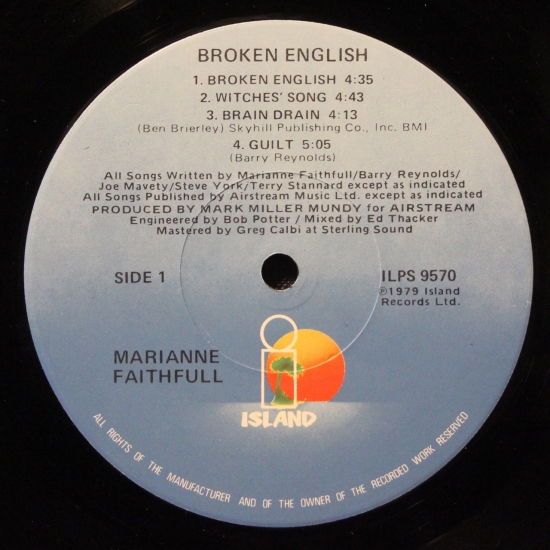 BROKEN ENGLISH
1. BROKEN ENGLISH 4:35
2. WITCHES' SONG 4:43
3. BRAIN DRAIN 4:13
(Ben Brierley) Skyhill Publishing Co., Inc. BMI
4. GUILT 5:05
(Barry Reynolds)
All Songs Written by Marianne Faithfull/Barry Reynolds/
Joe Mavety/Steve York/Terry Stannard except as indicated
All Songs Published by Airstream Music Ltd. except as indicated
PRODUCED BY MARK MILLER MUNDY for AIRSTREAM
Engineered by Bob Potter / Mixed by Ed Thacker
Mastered by Greg Calbi at Sterling Sound
SIDE 1
ILPS 9570
℗1979 Island
Records Ltd.
MARIANNE
FAITHFULL
ISLAND
ALL RIGHTS OF THE MANUFACTURER AND OF THE OWNER OF THE RECORDED WORK RESERVED